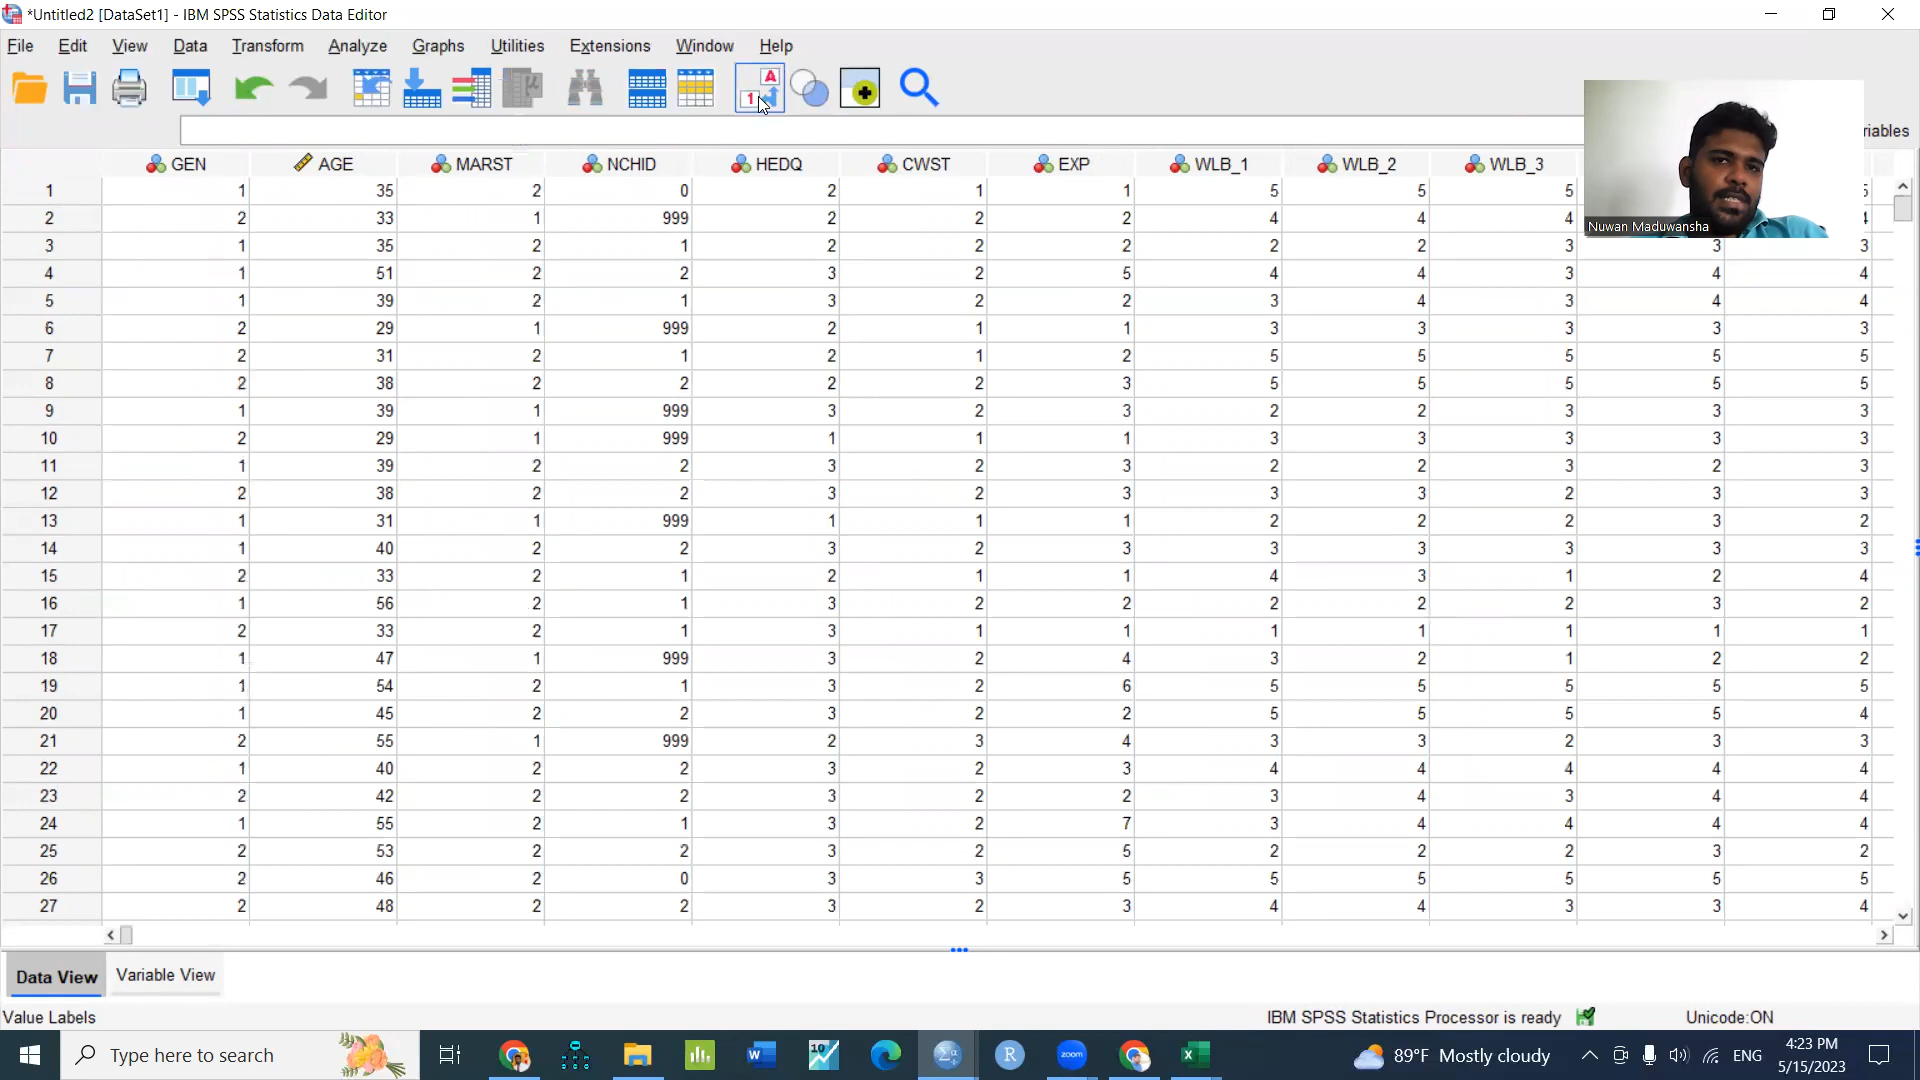 *Untitled2 [DataSet1] - IBM SPSS Statistics Data Editor
File Edit View Data Transform Analyze Graphs Utilities Extensions Window Help
A
1
riables
Nuwan Maduwansha
GEN AGE MARST NCHID HEDQ CWST EXP WLB_1 WLB_2 WLB_3
1 1 35 2 0 2 1 1 5 5 5 5
2 2 33 1 999 2 2 2 4 4 4 4
3 1 35 2 1 2 2 2 2 2 3 3 3
4 1 51 2 2 3 2 5 4 4 3 4 4
5 1 39 2 1 3 2 2 3 4 3 4 4
6 2 29 1 999 2 1 1 3 3 3 3 3
7 2 31 2 1 2 1 2 5 5 5 5 5
8 2 38 2 2 2 2 3 5 5 5 5 5
9 1 39 1 999 3 2 3 2 2 3 3 3
10 2 29 1 999 1 1 1 3 3 3 3 3
11 1 39 2 2 3 2 3 2 2 3 2 3
12 2 38 2 2 3 2 3 3 3 2 3 3
13 1 31 1 999 1 1 1 2 2 2 3 2
14 1 40 2 2 3 2 3 3 3 3 3 3
15 2 33 2 1 2 1 1 4 3 1 2 4
16 1 56 2 1 3 2 2 2 2 2 3 2
17 2 33 2 1 3 1 1 1 1 1 1 1
18 1 47 1 999 3 2 4 3 2 1 2 2
19 1 54 2 1 3 2 6 5 5 5 5 5
20 1 45 2 2 3 2 2 5 5 5 5 4
21 2 55 1 999 2 3 4 3 3 2 3 3
22 1 40 2 2 3 2 3 4 4 4 4 4
23 2 42 2 2 3 2 2 3 4 3 4 4
24 1 55 2 1 3 2 7 3 4 4 4 4
25 2 53 2 2 3 2 5 2 2 2 3 2
26 2 46 2 0 3 3 5 5 5 5 5 5
27 2 48 2 2 3 2 3 4 4 3 3 4
Data View Variable View
Value Labels
IBM SPSS Statistics Processor is ready
Unicode:ON
Type here to search
W
10
Σα
R
zoom
X
89°F Mostly cloudy
ENG
4:23 PM
5/15/2023